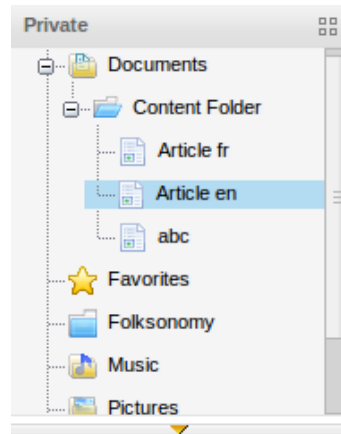 Private
Documents
Content Folder
Article fr
Article en
abc
Favorites
Folksonomy
Music
Pictures